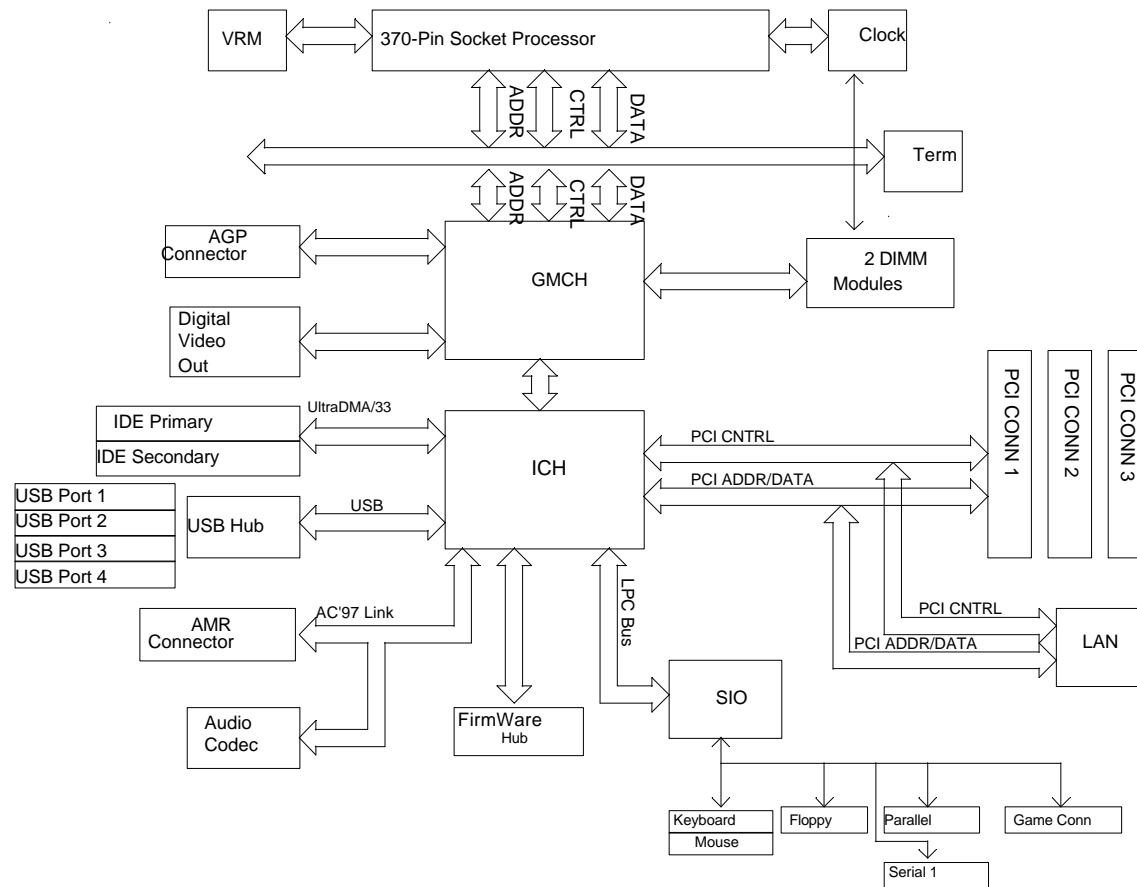 VRM
370-Pin Socket Processor
Clock
ADDR
CTRL
DATA
Term
ADDR
CTRL
DATA
AGP
Connector
GMCH
2 DIMM
Modules
Digital
Video
Out
PCI CONN 1
PCI CONN 2
PCI CONN 3
UltraDMA/33
IDE Primary
IDE Secondary
ICH
PCI CNTRL
PCI ADDR/DATA
USB Port 1
USB Port 2
USB Port 3
USB Port 4
USB Hub
USB
LPC Bus
AC'97 Link
AMR
Connector
PCI CNTRL
PCI ADDR/DATA
LAN
SIO
Audio
Codec
FirmWare
Hub
Keyboard
Mouse
Floppy
Parallel
Game Conn
Serial 1